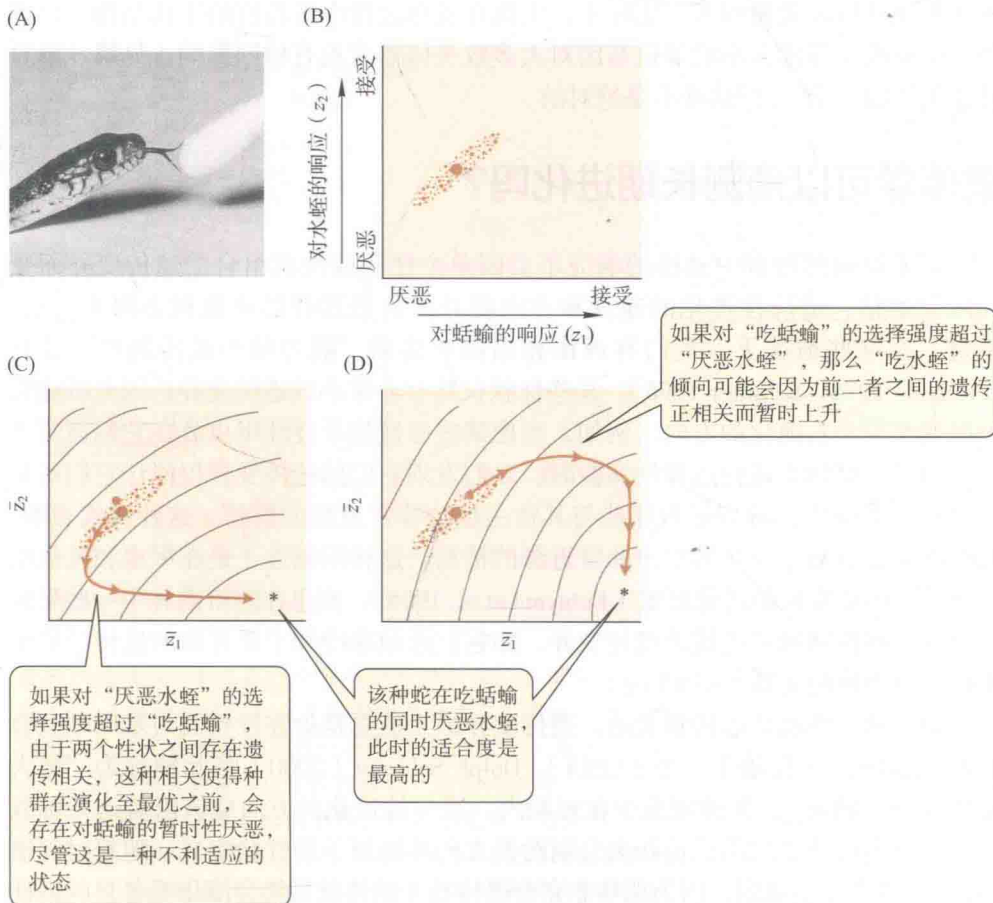 (A)
(B)
对水蛭的响应（z₂）
厌恶
接受
厌恶
接受
对蛞蝓的响应（z₁）
如果对“吃蛞蝓”的选择强度超过
“厌恶水蛭”，那么“吃水蛭”的
倾向可能会因为前二者之间的遗传
正相关而暂时上升
(C)
(D)
z̄₂
z̄₂
*
*
z̄₁
z̄₁
如果对“厌恶水蛭”的选
择强度超过“吃蛞蝓”，
由于两个性状之间存在遗
传相关，这种相关使得种
群在演化至最优之前，会
存在对蛞蝓的暂时性厌恶，
尽管这是一种不利适应的
状态
该种蛇在吃蛞蝓
的同时厌恶水蛭，
此时的适合度是
最高的